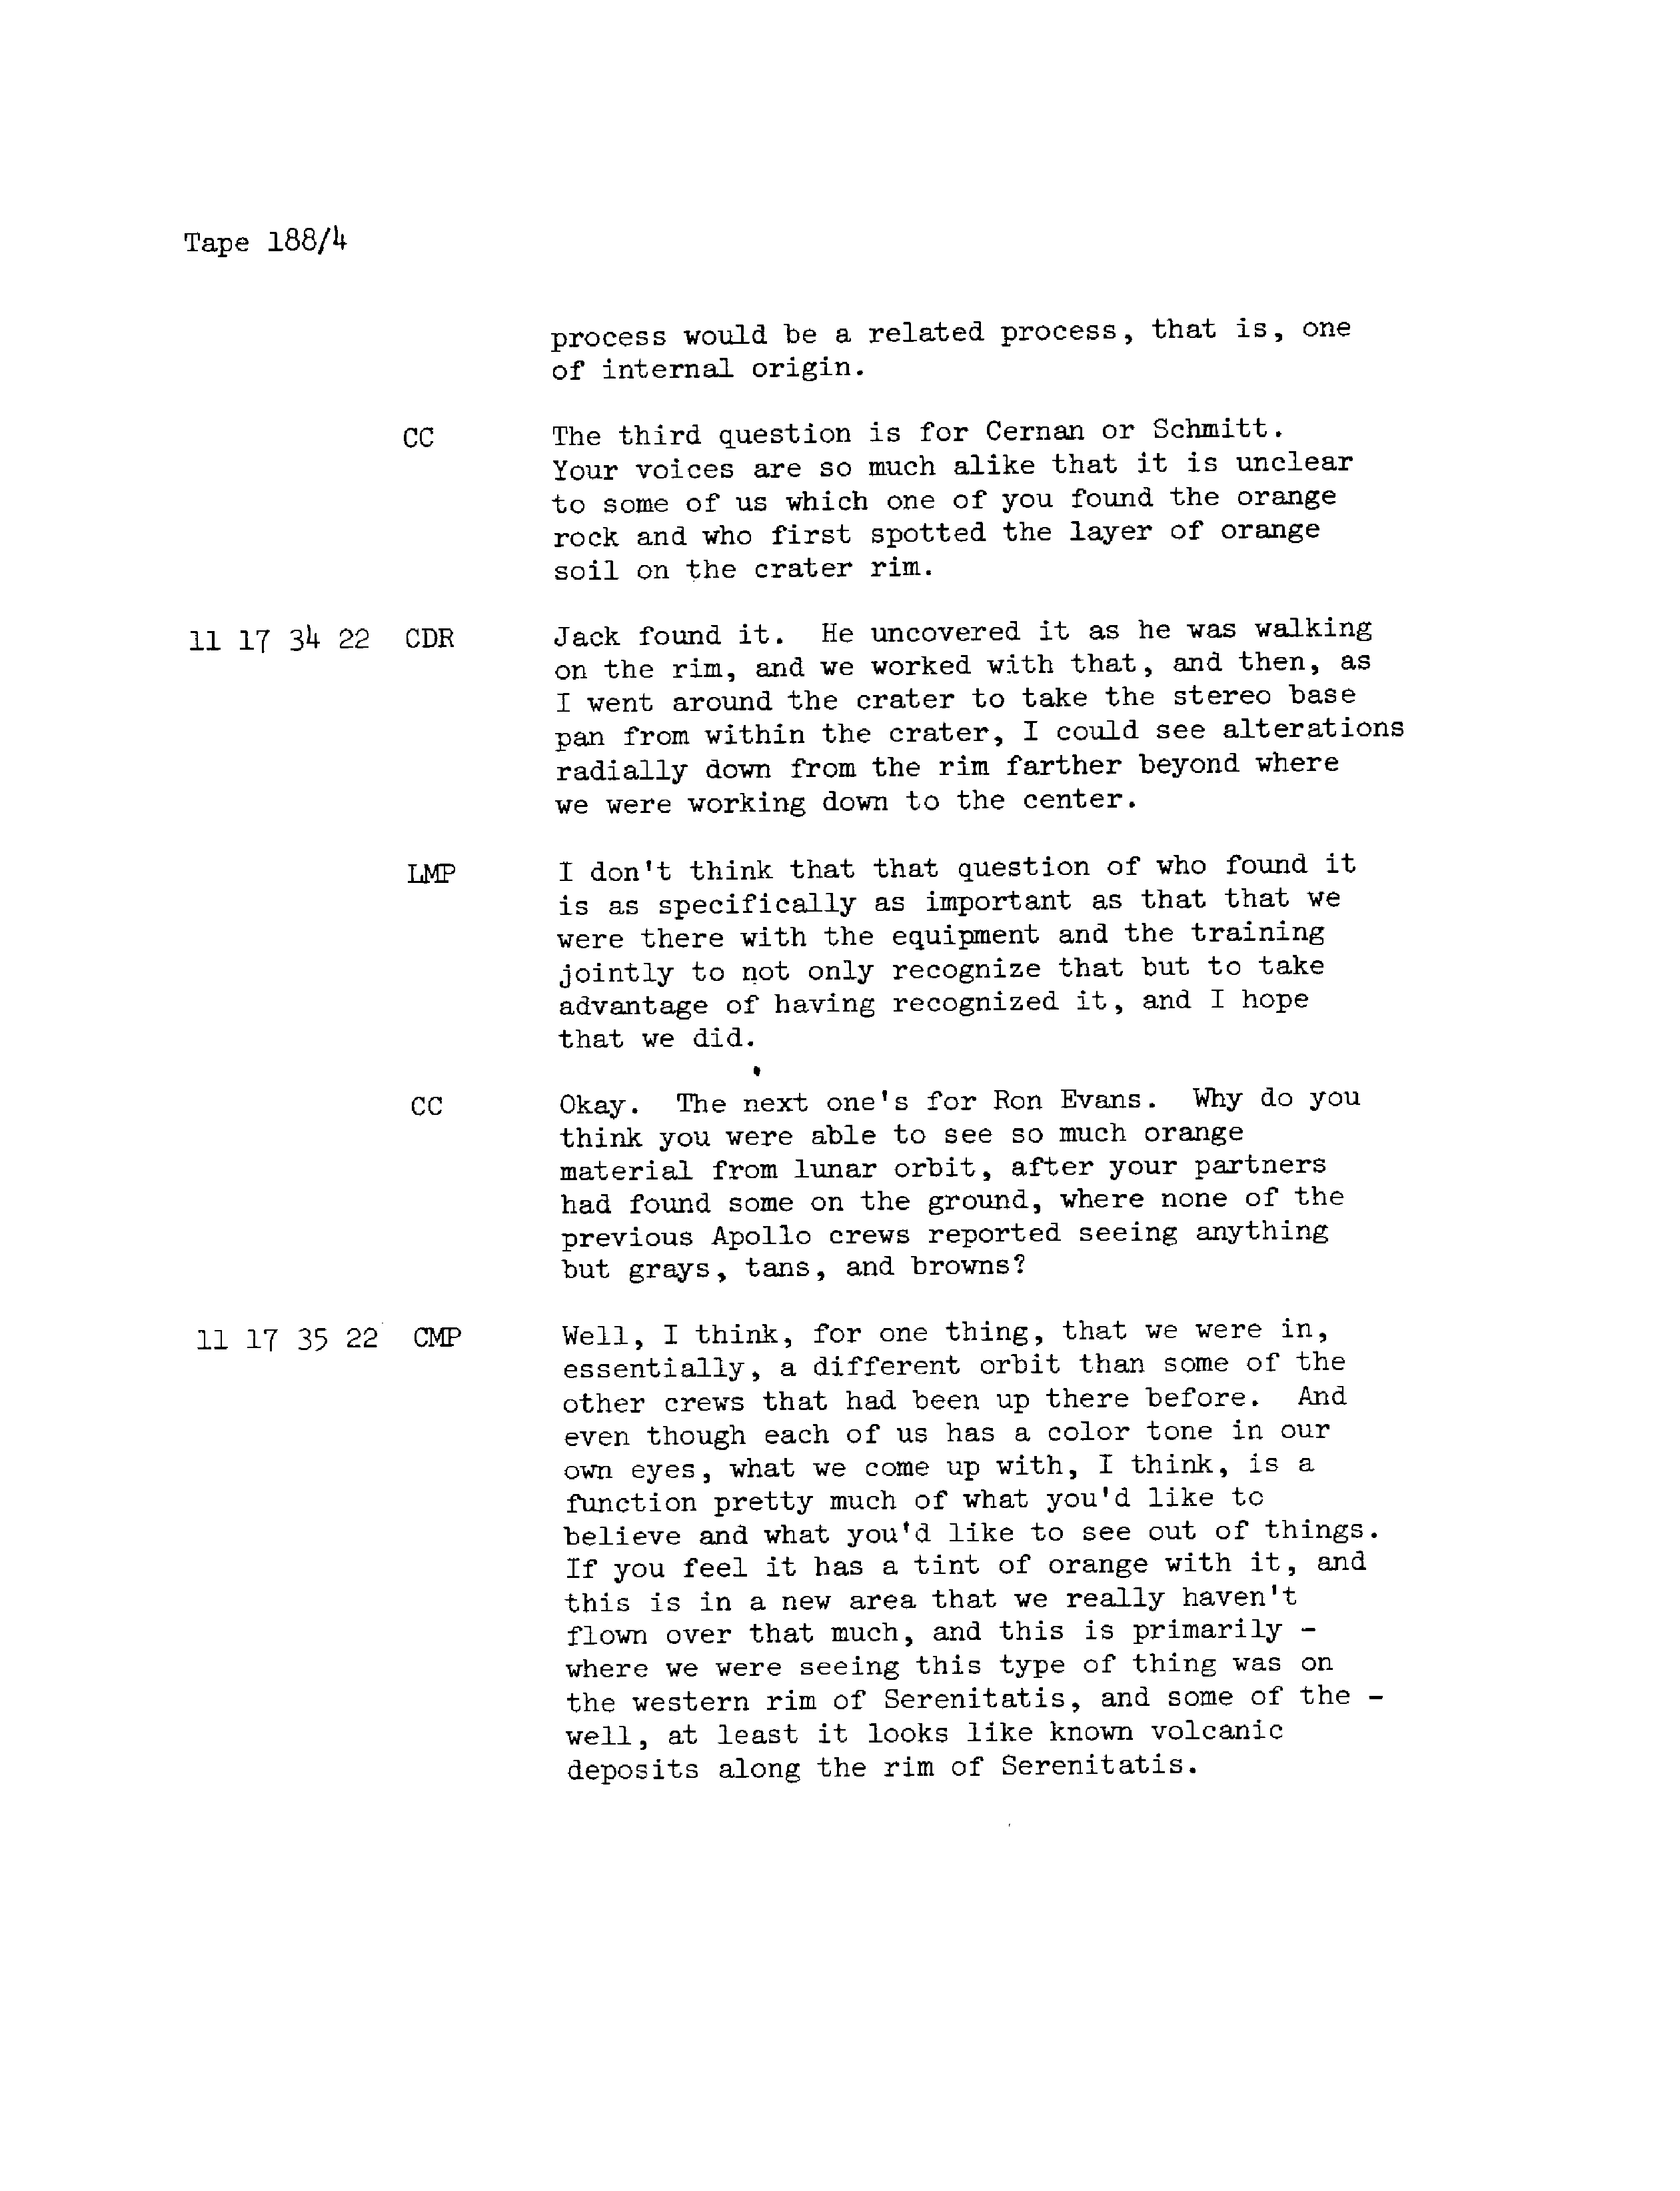 Tape 188/4
process would be a related process, that is, one
of internal origin.
CC The third question is for Cernan or Schmitt.
Your voices are so much alike that it is unclear
to some of us which one of you found the orange
rock and who first spotted the layer of orange
soil on the crater rim.
11 17 34 22 CDR Jack found it. He uncovered it as he was walking
on the rim, and we worked with that, and then, as
I went around the crater to take the stereo base
pan from within the crater, I could see alterations
radially down from the rim farther beyond where
we were working down to the center.
LMP I don't think that that question of who found it
is as specifically as important as that that we
were there with the equipment and the training
jointly to not only recognize that but to take
advantage of having recognized it, and I hope
that we did.
CC Okay. The next one's for Ron Evans. Why do you
think you were able to see so much orange
material from lunar orbit, after your partners
had found some on the ground, where none of the
previous Apollo crews reported seeing anything
but grays, tans, and browns?
11 17 35 22 CMP Well, I think, for one thing, that we were in,
essentially, a different orbit than some of the
other crews that had been up there before. And
even though each of us has a color tone in our
own eyes, what we come up with, I think, is a
function pretty much of what you'd like to
believe and what you'd like to see out of things.
If you feel it has a tint of orange with it, and
this is in a new area that we really haven't
flown over that much, and this is primarily -
where we were seeing this type of thing was on
the western rim of Serenitatis, and some of the -
well, at least it looks like known volcanic
deposits along the rim of Serenitatis.